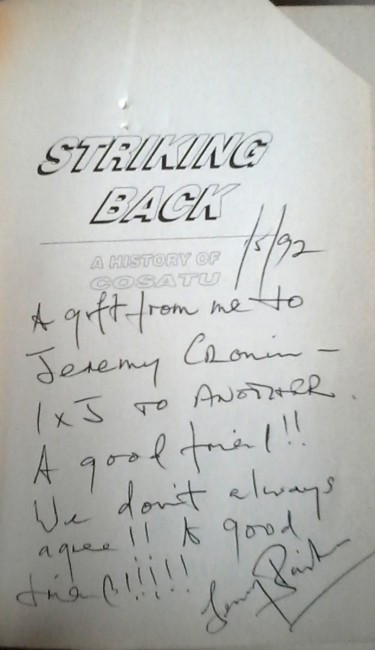 STRIKING
BACK
1/5/92
A HISTORY OF
COSATU
A gift from me to
Jeremy Cronin –
1 x J TO ANOTHER.
A good friend!!
We don't always
agree!! A good
friend!!!!!